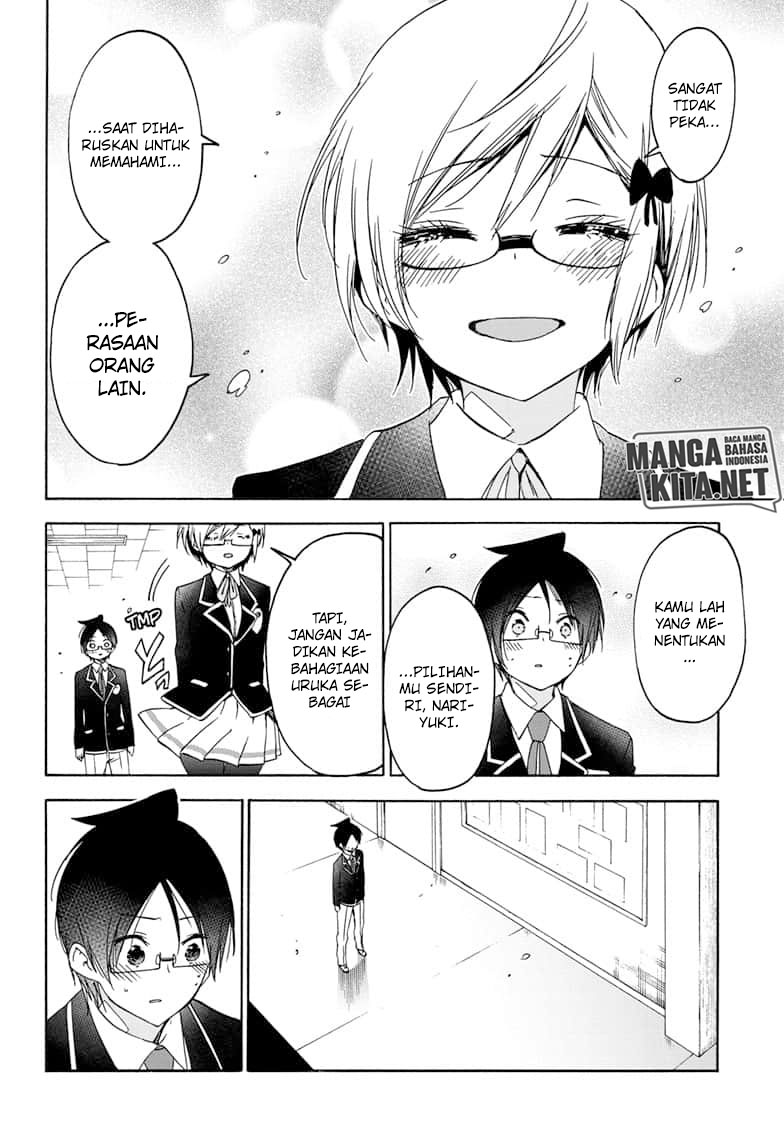 SANGAT
TIDAK
PEKA...
...SAAT DIHA-
RUSKAN UNTUK
MEMAHAMI...
...PE-
RASAAN
ORANG
LAIN.
MANGA
KITA.NET
BACA MANGA
BAHASA
INDONESIA
KAMU LAH
YANG ME-
NENTUKAN
...
...PILIHAN-
MU SENDI-
RI, NARI-
YUKI.
TAPI,
JANGAN JA-
DIKAN KE-
BAHAGIAAN
URUKA SE-
BAGAI
TMP